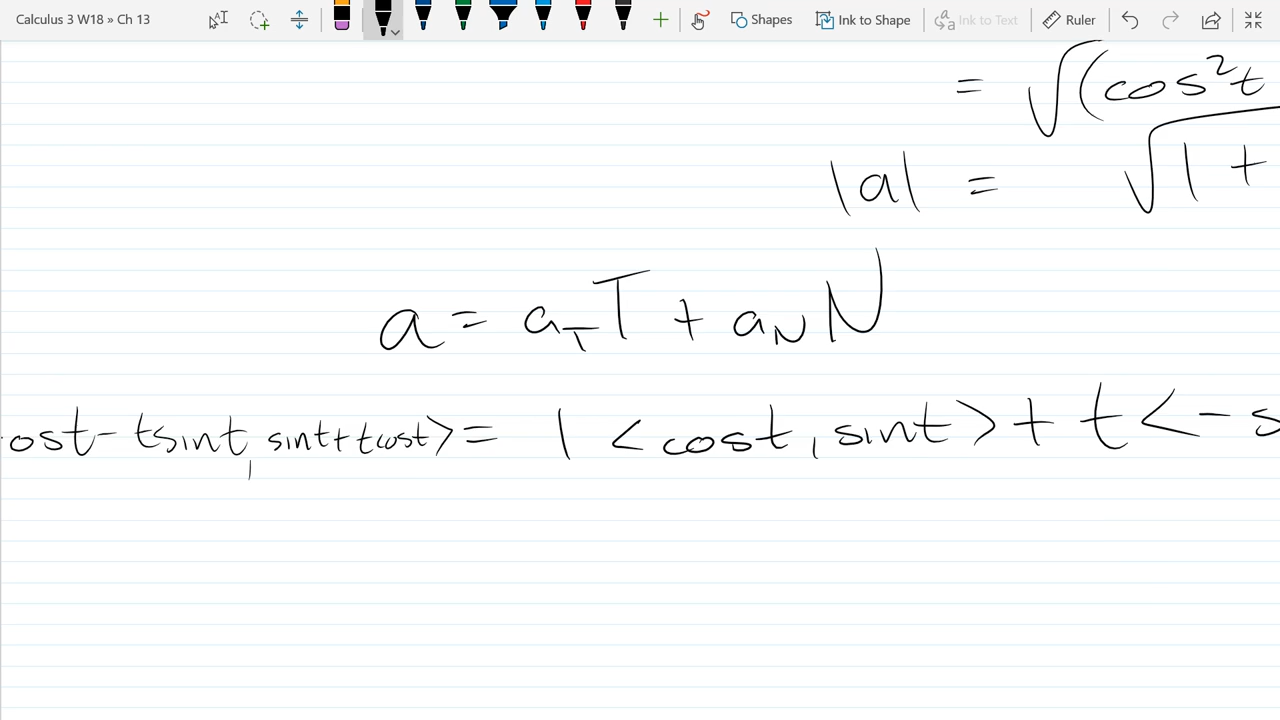 Calculus 3 W18 » Ch 13
Shapes
Ink to Shape
Ink to Text
Ruler
= √(cos²t
|a| = √1 +
a = a_T T + a_N N
ost - tsint, sint + tcost> = 1 <cost, sint> + t < - s